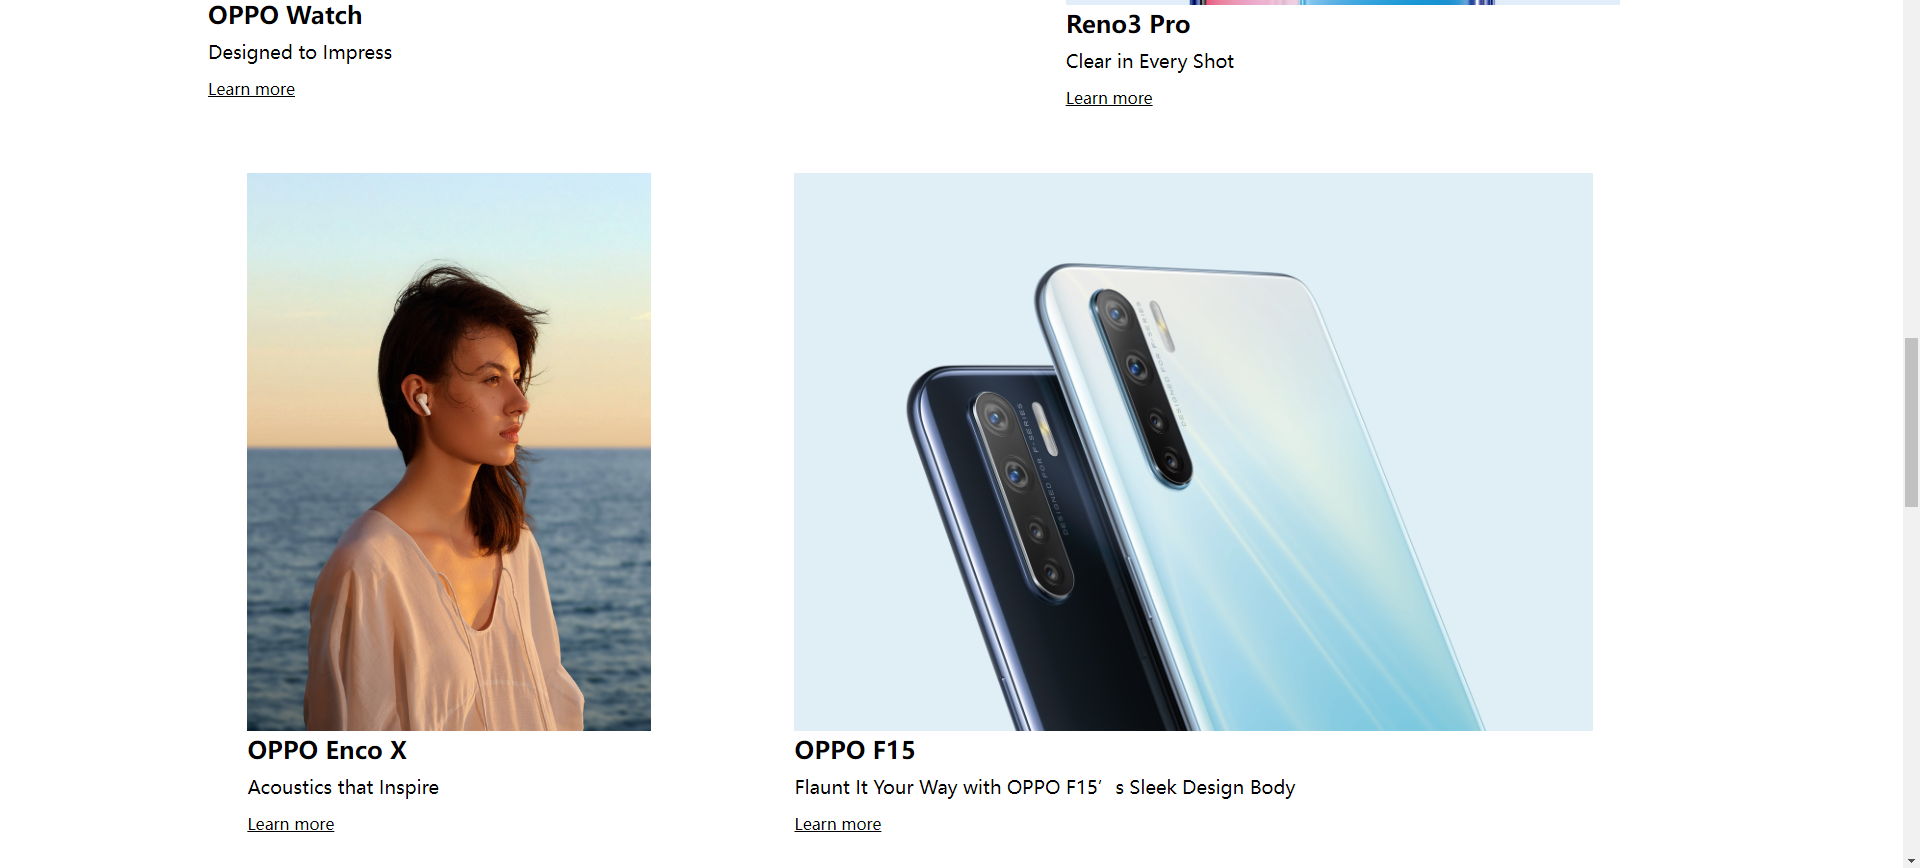 OPPO Watch
Designed to Impress
Learn more
Reno3 Pro
Clear in Every Shot
Learn more
DESIGNED FOR F-SERIES
DESIGNED FOR F-SERIES
OPPO Enco X
Acoustics that Inspire
Learn more
OPPO F15
Flaunt It Your Way with OPPO F15’s Sleek Design Body
Learn more